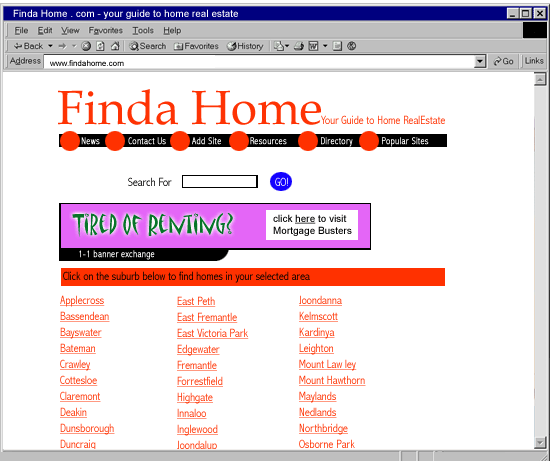 Finda Home . com - your guide to home real estate
File Edit View Favorites Tools Help
Back Search Favorites History
Address www.findahome.com Go Links
Finda Home
Your Guide to Home RealEstate
News Contact Us Add Site Resources Directory Popular Sites
Search For GO!
TIRED OF RENTING?
click here to visit
Mortgage Busters
1-1 banner exchange
Click on the suburb below to find homes in your selected area
Applecross East Peth Joondanna
Bassendean East Fremantle Kelmscott
Bayswater East Victoria Park Kardinya
Bateman Edgewater Leighton
Crawley Fremantle Mount Law ley
Cottesloe Forrestfield Mount Hawthorn
Claremont Highgate Maylands
Deakin Innaloo Nedlands
Dunsborough Inglewood Northbridge
Duncraig Joondalup Osborne Park